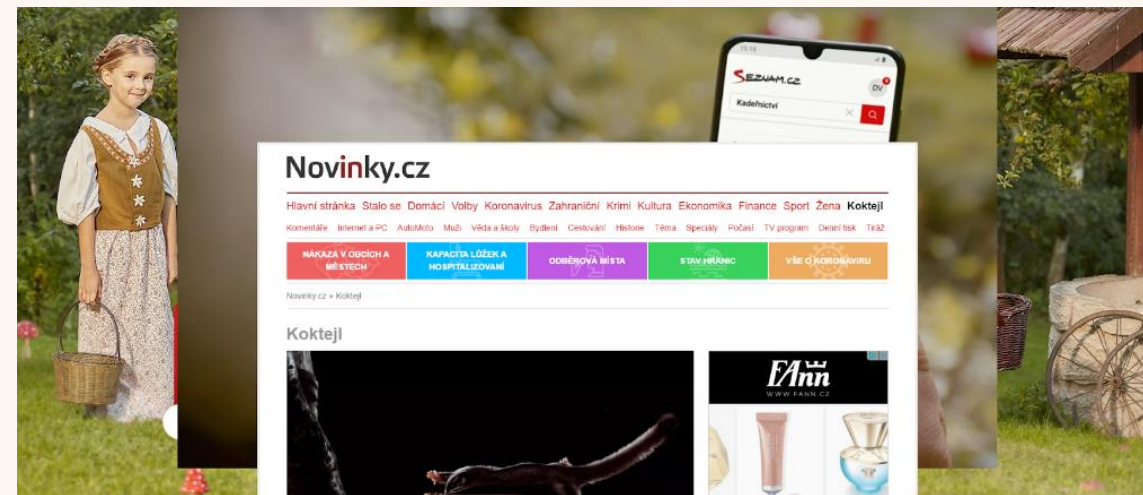 15:15
SEZNAM.CZ
DV
Kadeřnictví
Novinky.cz
Hlavní stránka Stalo se Domácí Volby Koronavirus Zahraniční Krimi Kultura Ekonomika Finance Sport Žena Koktejl
Komentáře Internet a PC AutoMoto Muži Věda a školy Bydlení Cestování Historie Téma Speciály Počasí TV program Denní tisk Tiráž
NÁKAZA V OBCÍCH A
MĚSTECH
KAPACITA LŮŽEK A
HOSPITALIZOVANÍ
ODBĚROVÁ MÍSTA
STAV HRANIC
VŠE O KORONAVIRU
Novinky.cz » Koktejl
Koktejl
FAnn
WWW.FANN.CZ